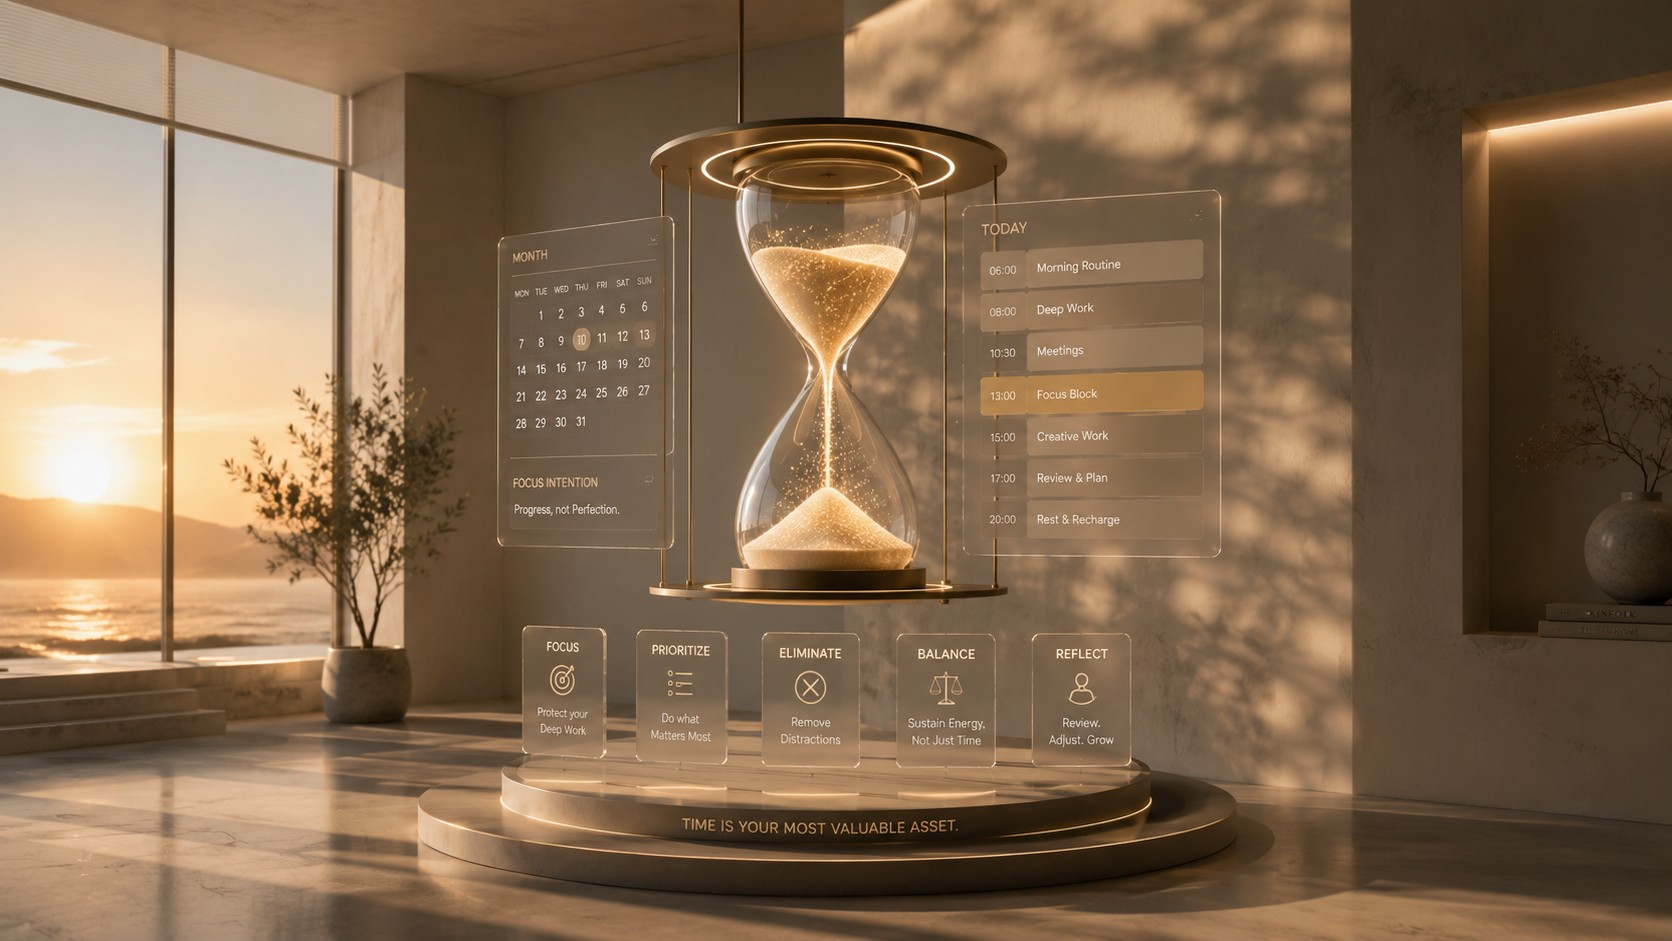 MONTH
MON TUE WED THU FRI SAT SUN
1 2 3 4 5 6
7 8 9 10 11 12 13
14 15 16 17 18 19 20
21 22 23 24 25 26 27
28 29 30 31
FOCUS INTENTION
Progress, not Perfection.
TODAY
06:00 Morning Routine
08:00 Deep Work
10:30 Meetings
13:00 Focus Block
15:00 Creative Work
17:00 Review & Plan
20:00 Rest & Recharge
FOCUS
Protect your
Deep Work
PRIORITIZE
Do what
Matters Most
ELIMINATE
Remove
Distractions
BALANCE
Sustain Energy,
Not Just Time
REFLECT
Review.
Adjust. Grow
TIME IS YOUR MOST VALUABLE ASSET.